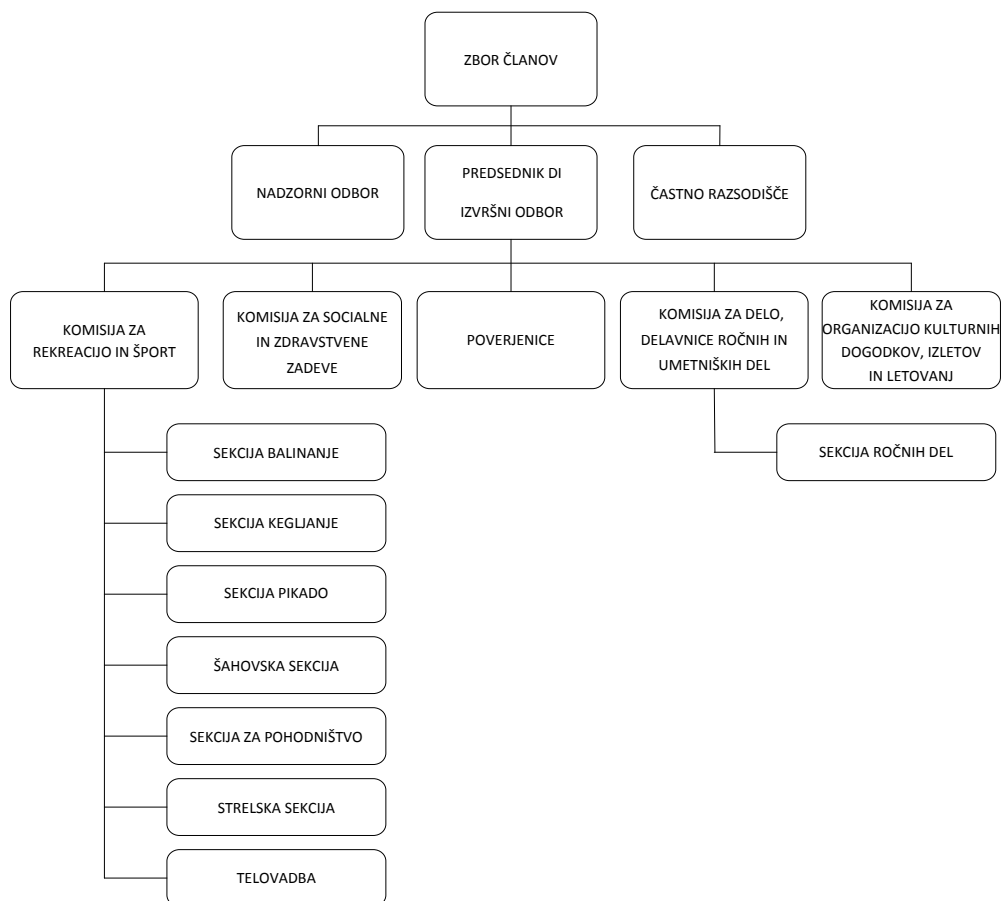 ZBOR ČLANOV
NADZORNI ODBOR
PREDSEDNIK DI
IZVRŠNI ODBOR
ČASTNO RAZSODIŠČE
KOMISIJA ZA
REKREACIJO IN ŠPORT
KOMISIJA ZA SOCIALNE
IN ZDRAVSTVENE
ZADEVE
POVERJENICE
KOMISIJA ZA DELO,
DELAVNICE ROČNIH IN
UMETNIŠKIH DEL
KOMISIJA ZA
ORGANIZACIJO KULTURNIH
DOGODKOV, IZLETOV
IN LETOVANJ
SEKCIJA BALINANJE
SEKCIJA ROČNIH DEL
SEKCIJA KEGLJANJE
SEKCIJA PIKADO
ŠAHOVSKA SEKCIJA
SEKCIJA ZA POHODNIŠTVO
STRELSKA SEKCIJA
TELOVADBA